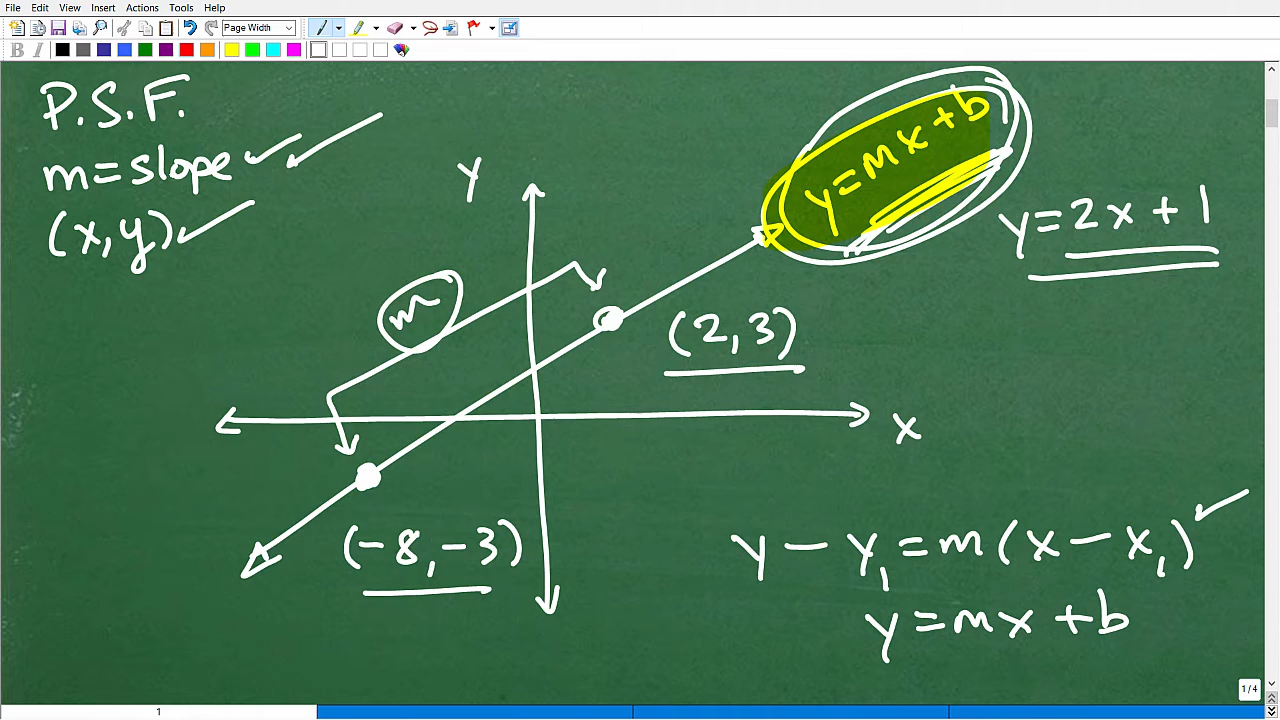 File Edit View Insert Actions Tools Help
Page Width
B I
P.S.F.
m=slope
(x,y)
y
y=mx+b
y=2x+1
m
(2,3)
x
(-8,-3)
y-y₁=m(x-x₁)
y=mx+b
1/4
1